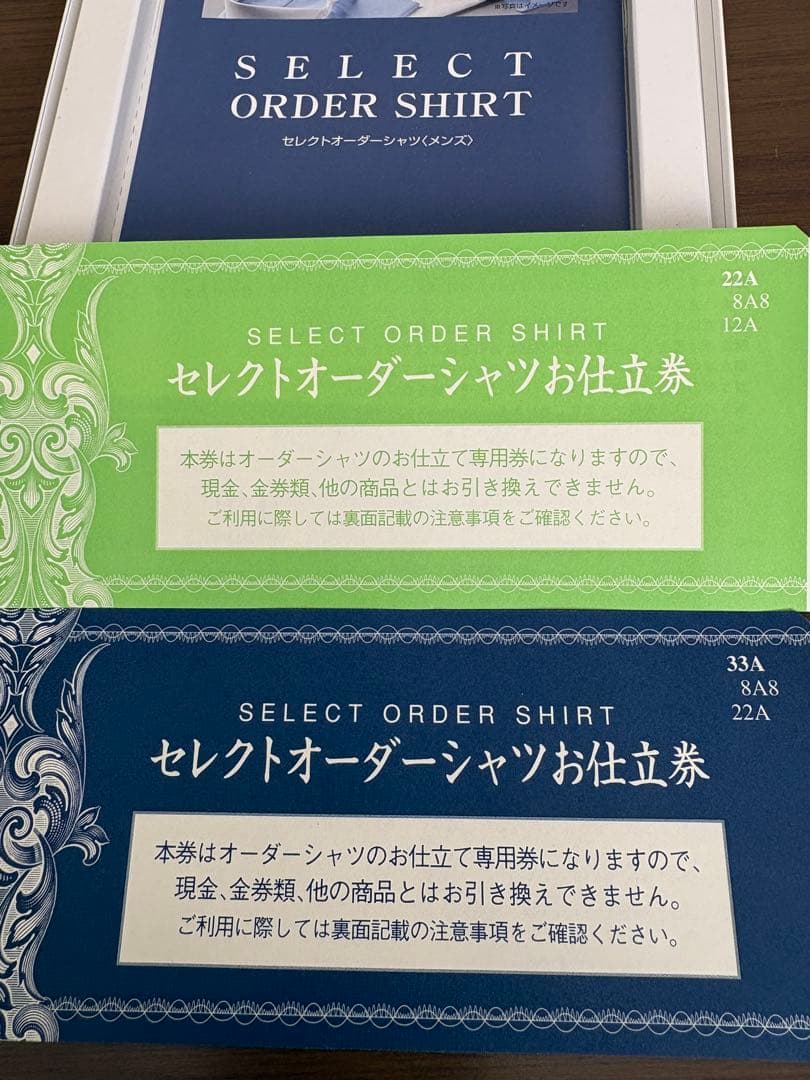 ※写真はイメージです
SELECT
ORDER SHIRT
セレクトオーダーシャツ〈メンズ〉
22A
8A8
12A
SELECT ORDER SHIRT
セレクトオーダーシャツお仕立券
本券はオーダーシャツのお仕立て専用券になりますので、
現金、金券類、他の商品とはお引き換えできません。
ご利用に際しては裏面記載の注意事項をご確認ください。
33A
8A8
22A
SELECT ORDER SHIRT
セレクトオーダーシャツお仕立券
本券はオーダーシャツのお仕立て専用券になりますので、
現金、金券類、他の商品とはお引き換えできません。
ご利用に際しては裏面記載の注意事項をご確認ください。